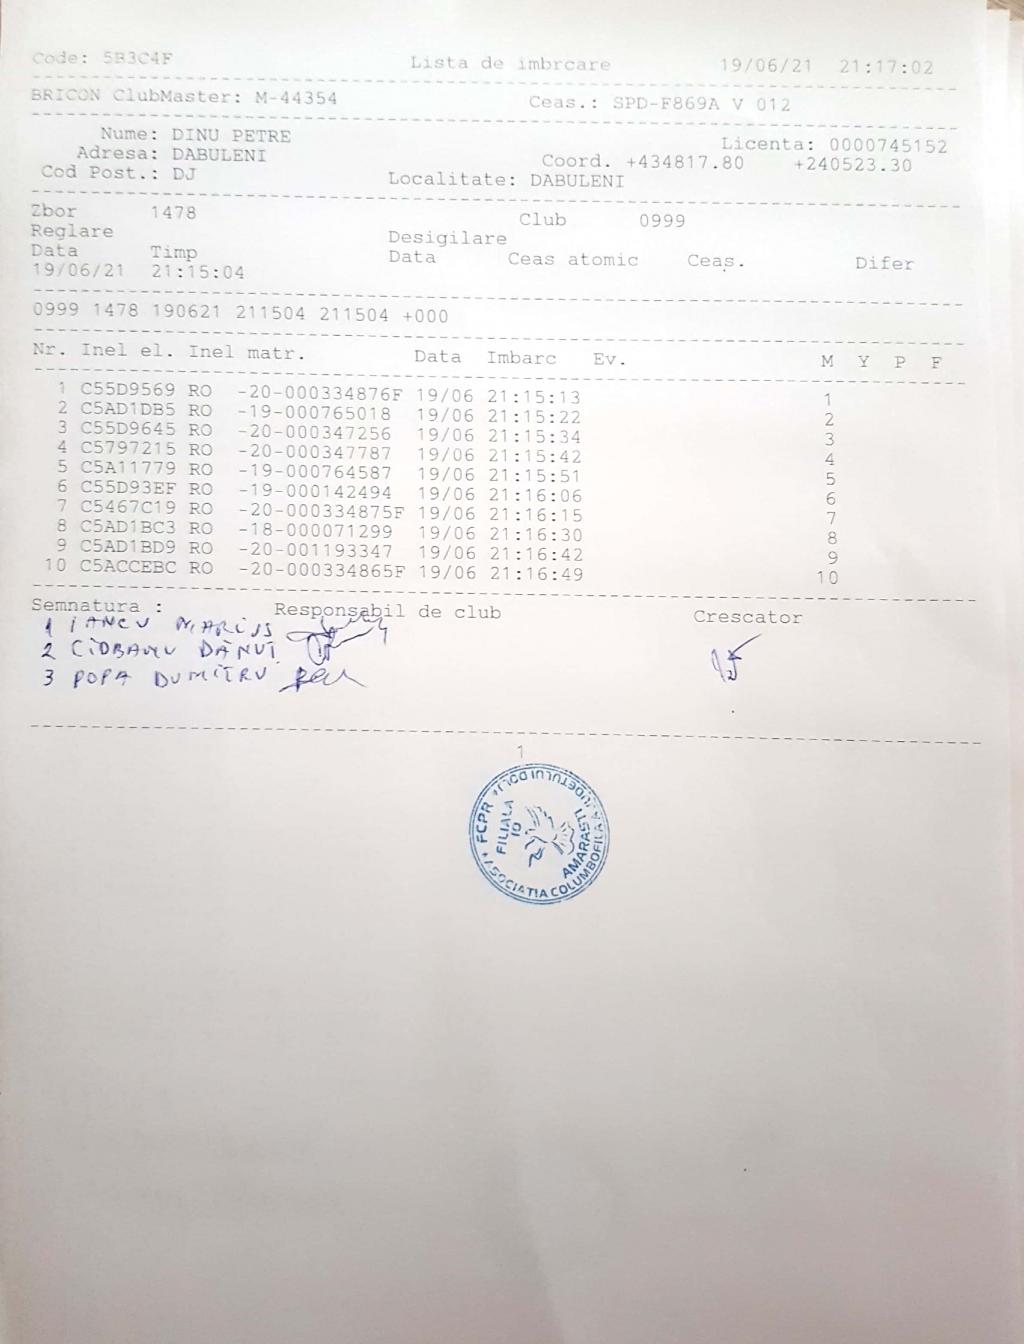 Code: 5B3C4F Lista de imbrcare 19/06/21 21:17:02
BRICON ClubMaster: M-44354 Ceas.: SPD-F869A V 012
Nume: DINU PETRE Licenta: 0000745152
Adresa: DABULENI Coord. +434817.80 +240523.30
Cod Post.: DJ Localitate: DABULENI
Zbor 1478 Club 0999
Reglare Desigilare
Data Timp Data Ceas atomic Ceas. Difer
19/06/21 21:15:04
0999 1478 190621 211504 211504 +000
Nr. Inel el. Inel matr. Data Imbarc Ev. M Y P F
1 C55D9569 RO -20-000334876F 19/06 21:15:13 1
2 C5AD1DB5 RO -19-000765018 19/06 21:15:22 2
3 C55D9645 RO -20-000347256 19/06 21:15:34 3
4 C5797215 RO -20-000347787 19/06 21:15:42 4
5 C5A11779 RO -19-000764587 19/06 21:15:51 5
6 C55D93EF RO -19-000142494 19/06 21:16:06 6
7 C5467C19 RO -20-000334875F 19/06 21:16:15 7
8 C5AD1BC3 RO -18-000071299 19/06 21:16:30 8
9 C5AD1BD9 RO -20-001193347 19/06 21:16:42 9
10 C5ACCEBC RO -20-000334865F 19/06 21:16:49 10
Semnatura : Responsabil de club Crescator
1 IANCU MARIUS
2 CIOBANU DĂNUȚ
3 POPA DUMITRU
1
ASOCIATIA COLUMBOFILA A JUDETULUI DOLJ
FCPR
FILIALA
10
AMARASTI